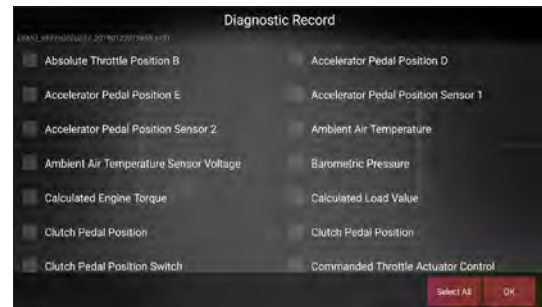 Diagnostic Record
Absolute Throttle Position B
Accelerator Pedal Position D
Accelerator Pedal Position E
Accelerator Pedal Position Sensor 1
Accelerator Pedal Position Sensor 2
Ambient Air Temperature
Ambient Air Temperature Sensor Voltage
Barometric Pressure
Calculated Engine Torque
Calculated Load Value
Clutch Pedal Position
Clutch Pedal Position
Clutch Pedal Position Switch
Commanded Throttle Actuator Control
Select All
OK